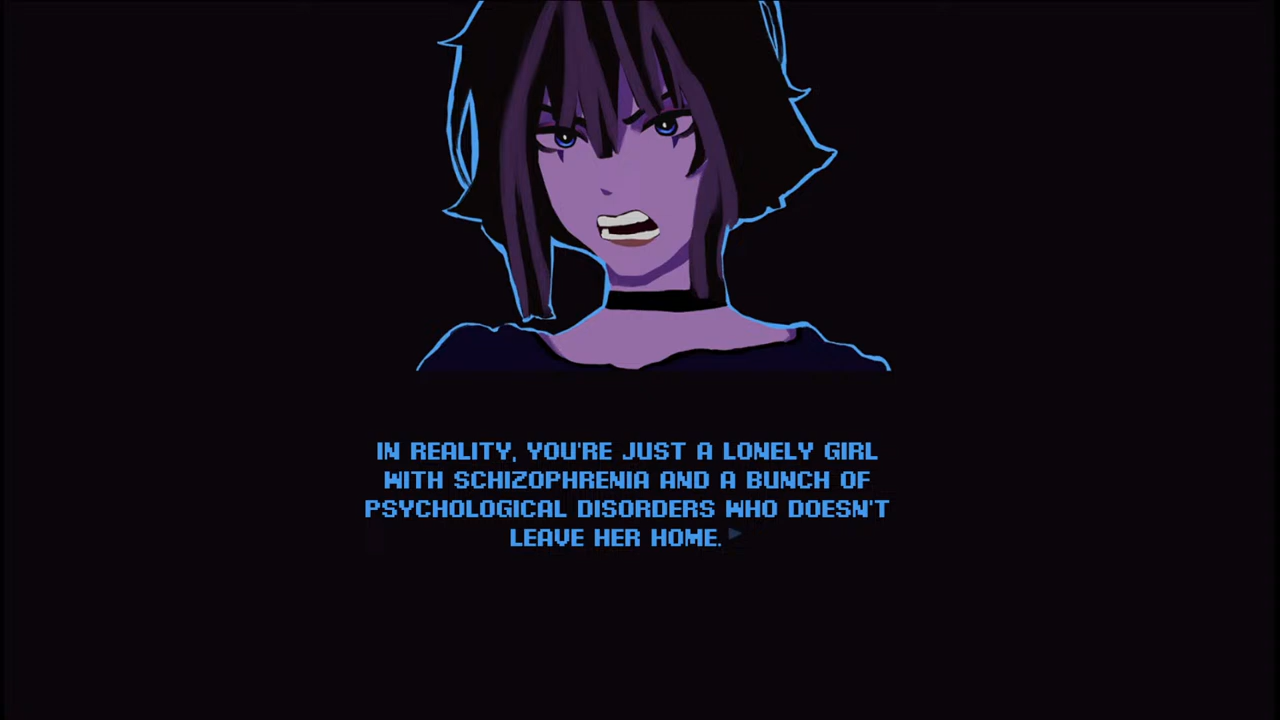 IN REALITY, YOU'RE JUST A LONELY GIRL
WITH SCHIZOPHRENIA AND A BUNCH OF
PSYCHOLOGICAL DISORDERS WHO DOESN'T
LEAVE HER HOME.